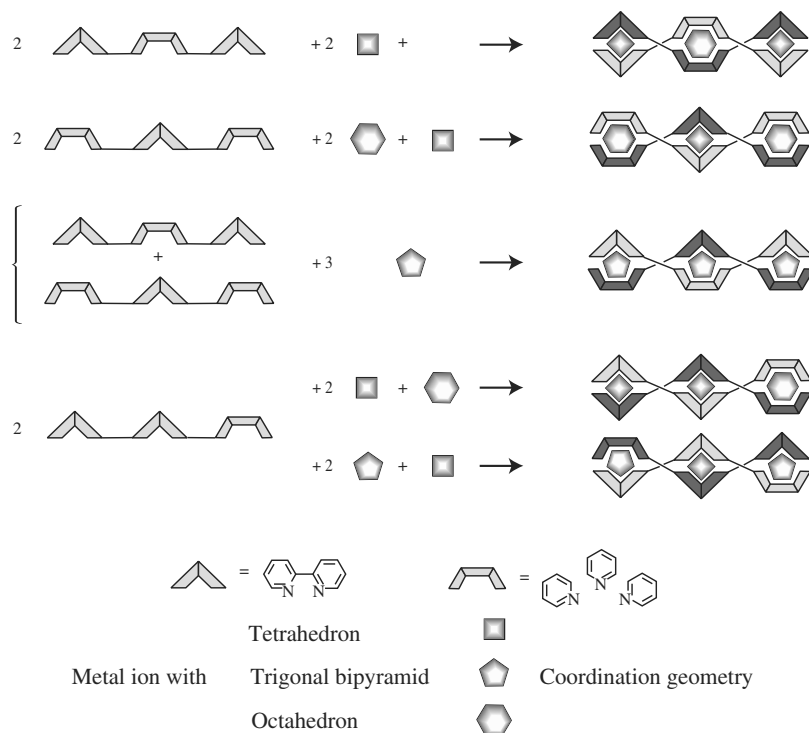 2 + 2 +
2 + 2 +
+ + 3
2 + 2 +
+ 2 +
= N N = N N N
Tetrahedron
Metal ion with Trigonal bipyramid Coordination geometry
Octahedron